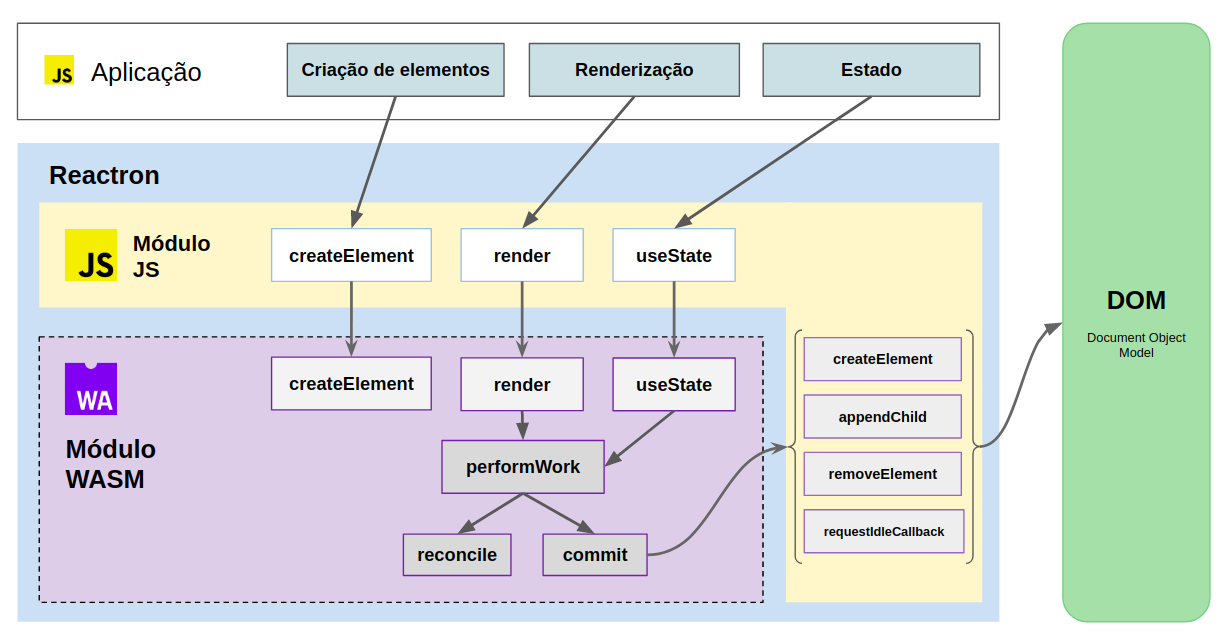 JS
Aplicação
Criação de elementos
Renderização
Estado
Reactron
JS
Módulo
JS
createElement
render
useState
WA
Módulo
WASM
createElement
render
useState
performWork
reconcile
commit
createElement
appendChild
removeElement
requestIdleCallback
DOM
Document Object
Model